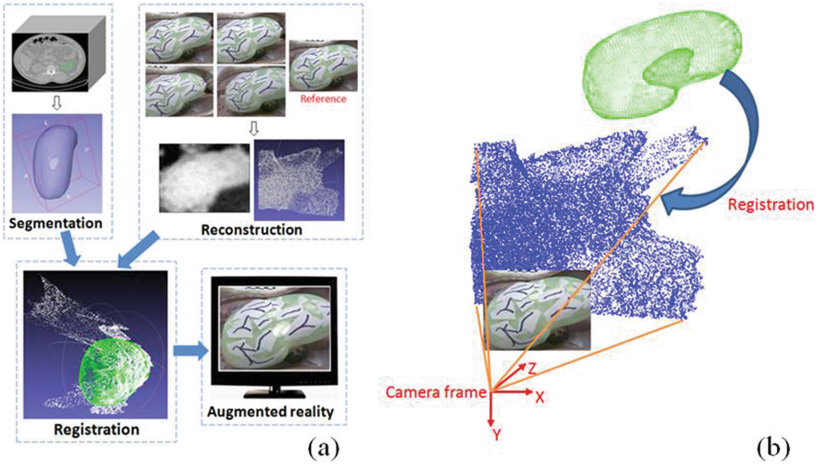 Reference
Segmentation
Reconstruction
Registration
Augmented reality
(a)
Registration
Camera frame
Z
X
Y
(b)